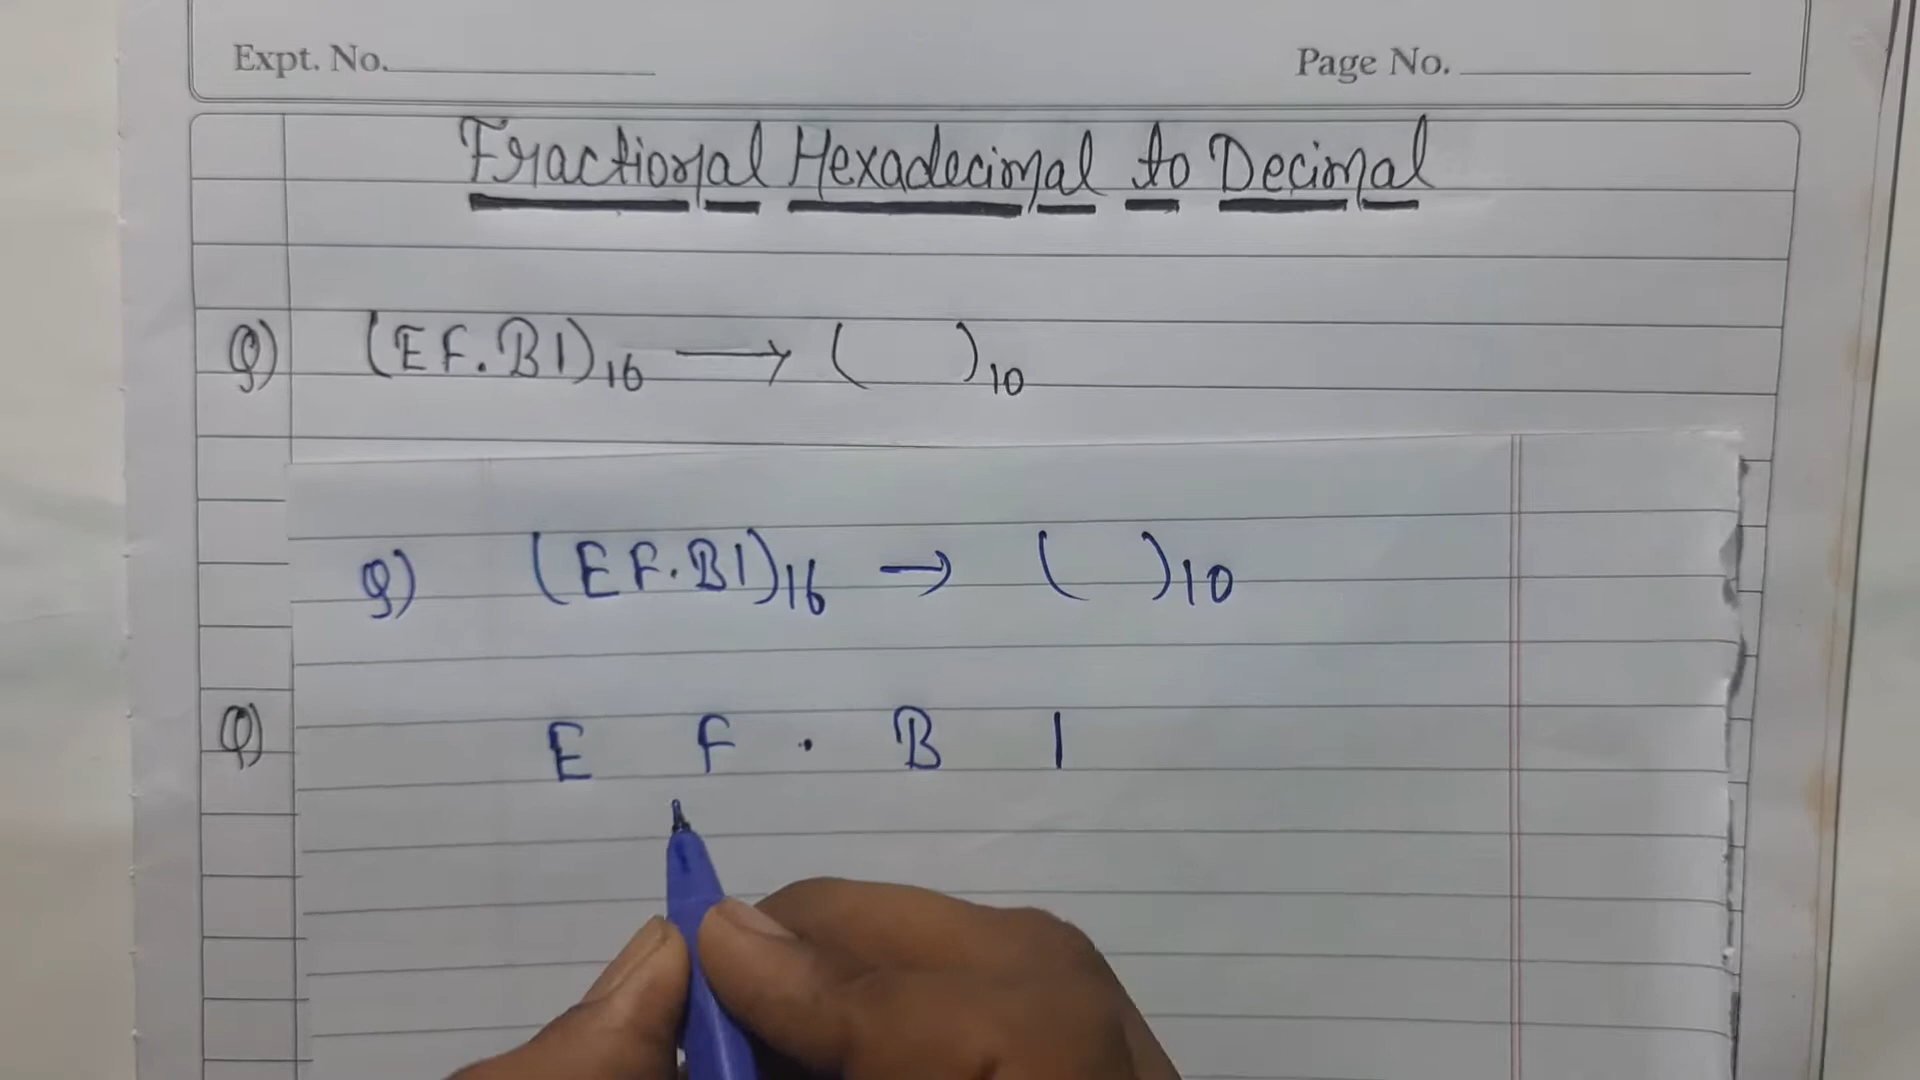 Expt. No. Page No.
Fractional Hexadecimal to Decimal
Q) (EF.B1)16 → ( )10
Q) (EF.B1)16 → ( )10
Q) E F . B 1